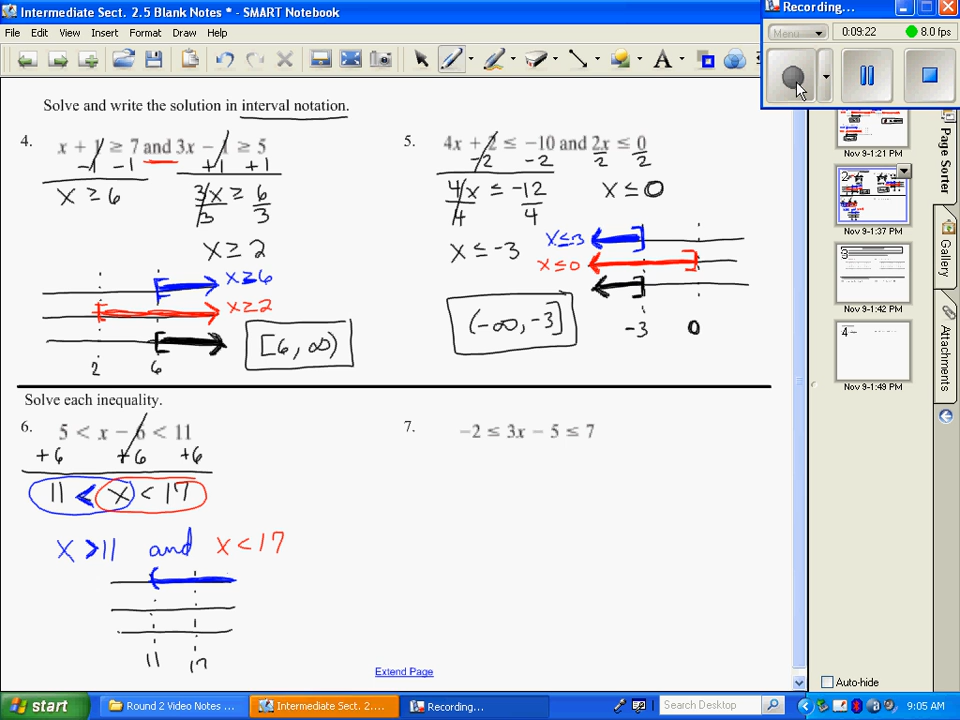 Intermediate Sect. 2.5 Blank Notes * - SMART Notebook
Recording...
File Edit View Insert Format Draw Help
Menu 0:09:22 8.0 fps
Solve and write the solution in interval notation.
4. x + 1 ≥ 7 and 3x − 1 ≥ 5
−1 −1 +1 +1
x ≥ 6 3x ≥ 6
3 3
x ≥ 2
x ≥ 6
x ≥ 2
[6, ∞)
2 6
5. 4x + 2 ≤ −10 and 2x ≤ 0
−2 −2 2 2
4x ≤ −12 x ≤ 0
4 4
x ≤ −3
x≤-3
x≤0
(−∞, −3]
−3 0
Solve each inequality.
6. 5 < x − 6 < 11
+6 +6 +6
11 < x < 17
x > 11 and x < 17
11 17
7. −2 ≤ 3x − 5 ≤ 7
Extend Page
Nov 9-1:21 PM
2
Nov 9-1:37 PM
3
Nov 9-1:42 PM
4
Nov 9-1:49 PM
Page Sorter
Gallery
Attachments
Auto-hide
start Round 2 Video Notes ... Intermediate Sect. 2.... Recording... Search Desktop 9:05 AM